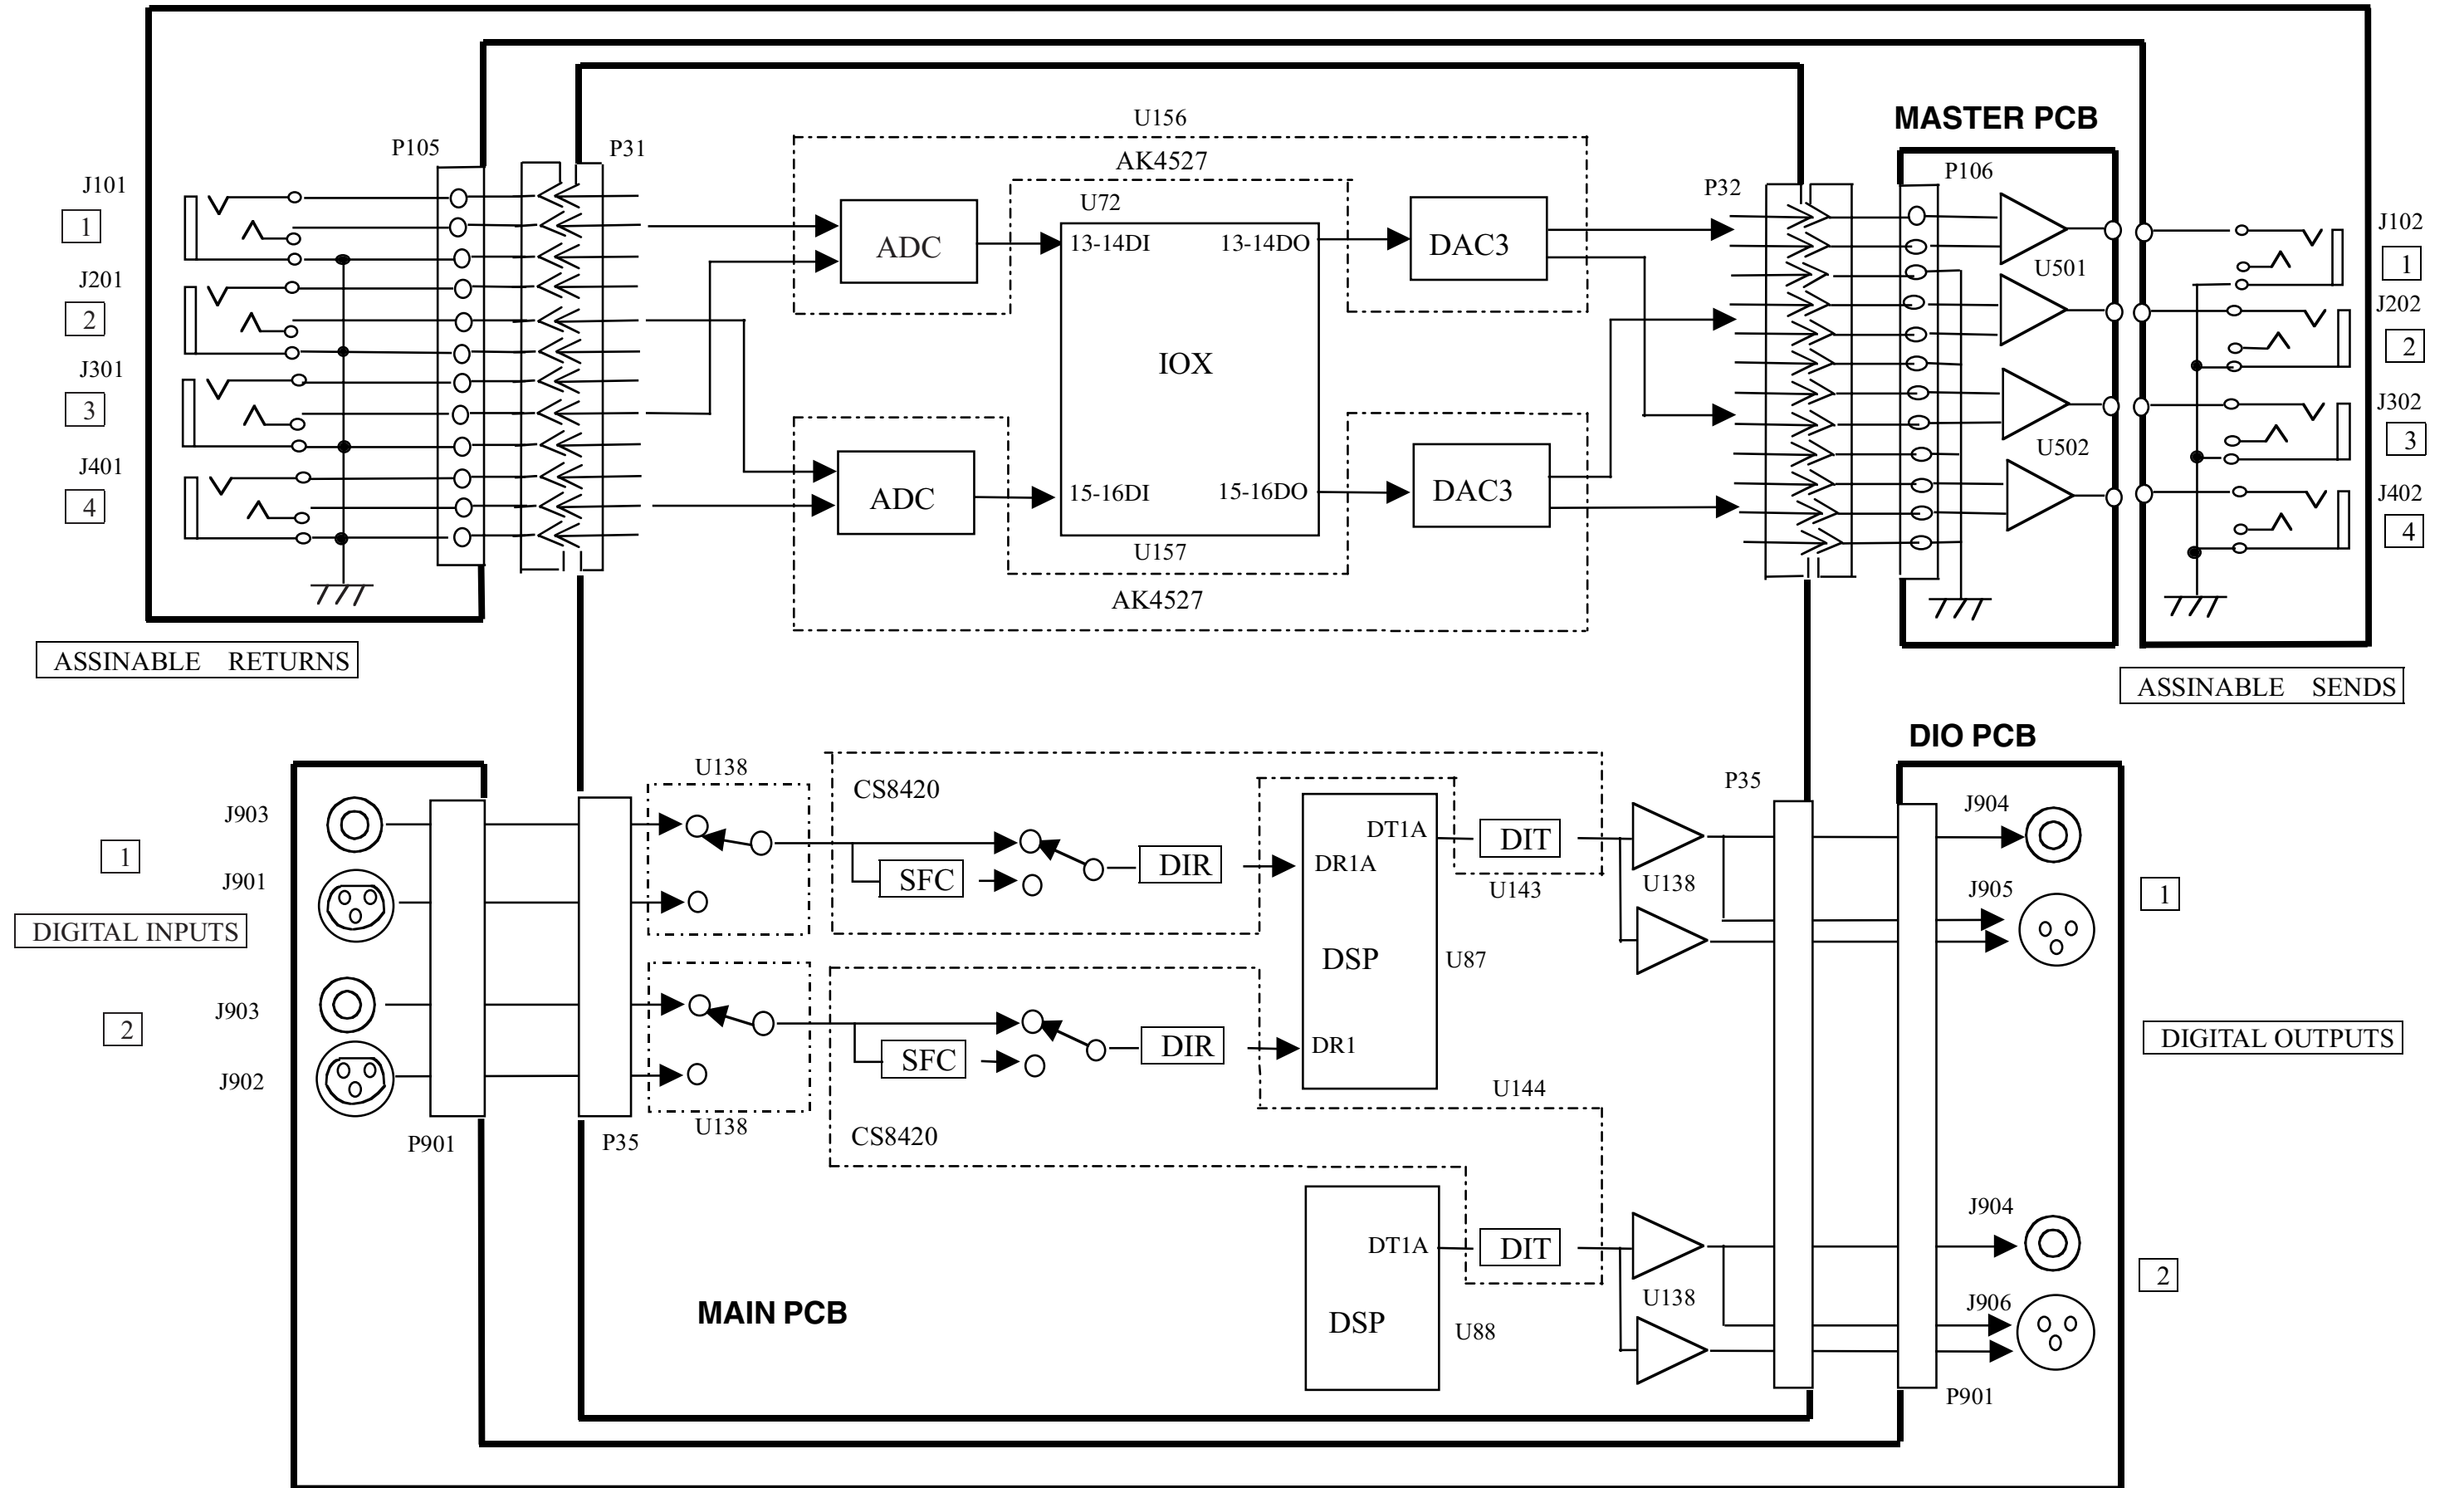 U156
MASTER PCB
P105
P31
AK4527
P32
P106
J101
1
U72
13-14DI
13-14DO
ADC
DAC3
J102
1
U501
J201
2
J202
2
IOX
J301
3
J302
3
U502
J401
4
15-16DI
15-16DO
ADC
DAC3
J402
4
U157
AK4527
ASSINABLE RETURNS
ASSINABLE SENDS
DIO PCB
U138
P35
CS8420
J903
J904
1
DT1A
DIT
DR1A
SFC
DIR
U143
U138
J901
J905
1
DIGITAL INPUTS
DSP
U87
J903
2
DIGITAL OUTPUTS
SFC
DIR
DR1
J902
U144
U138
P901
P35
CS8420
J904
DT1A
DIT
2
MAIN PCB
U138
J906
DSP
U88
P901